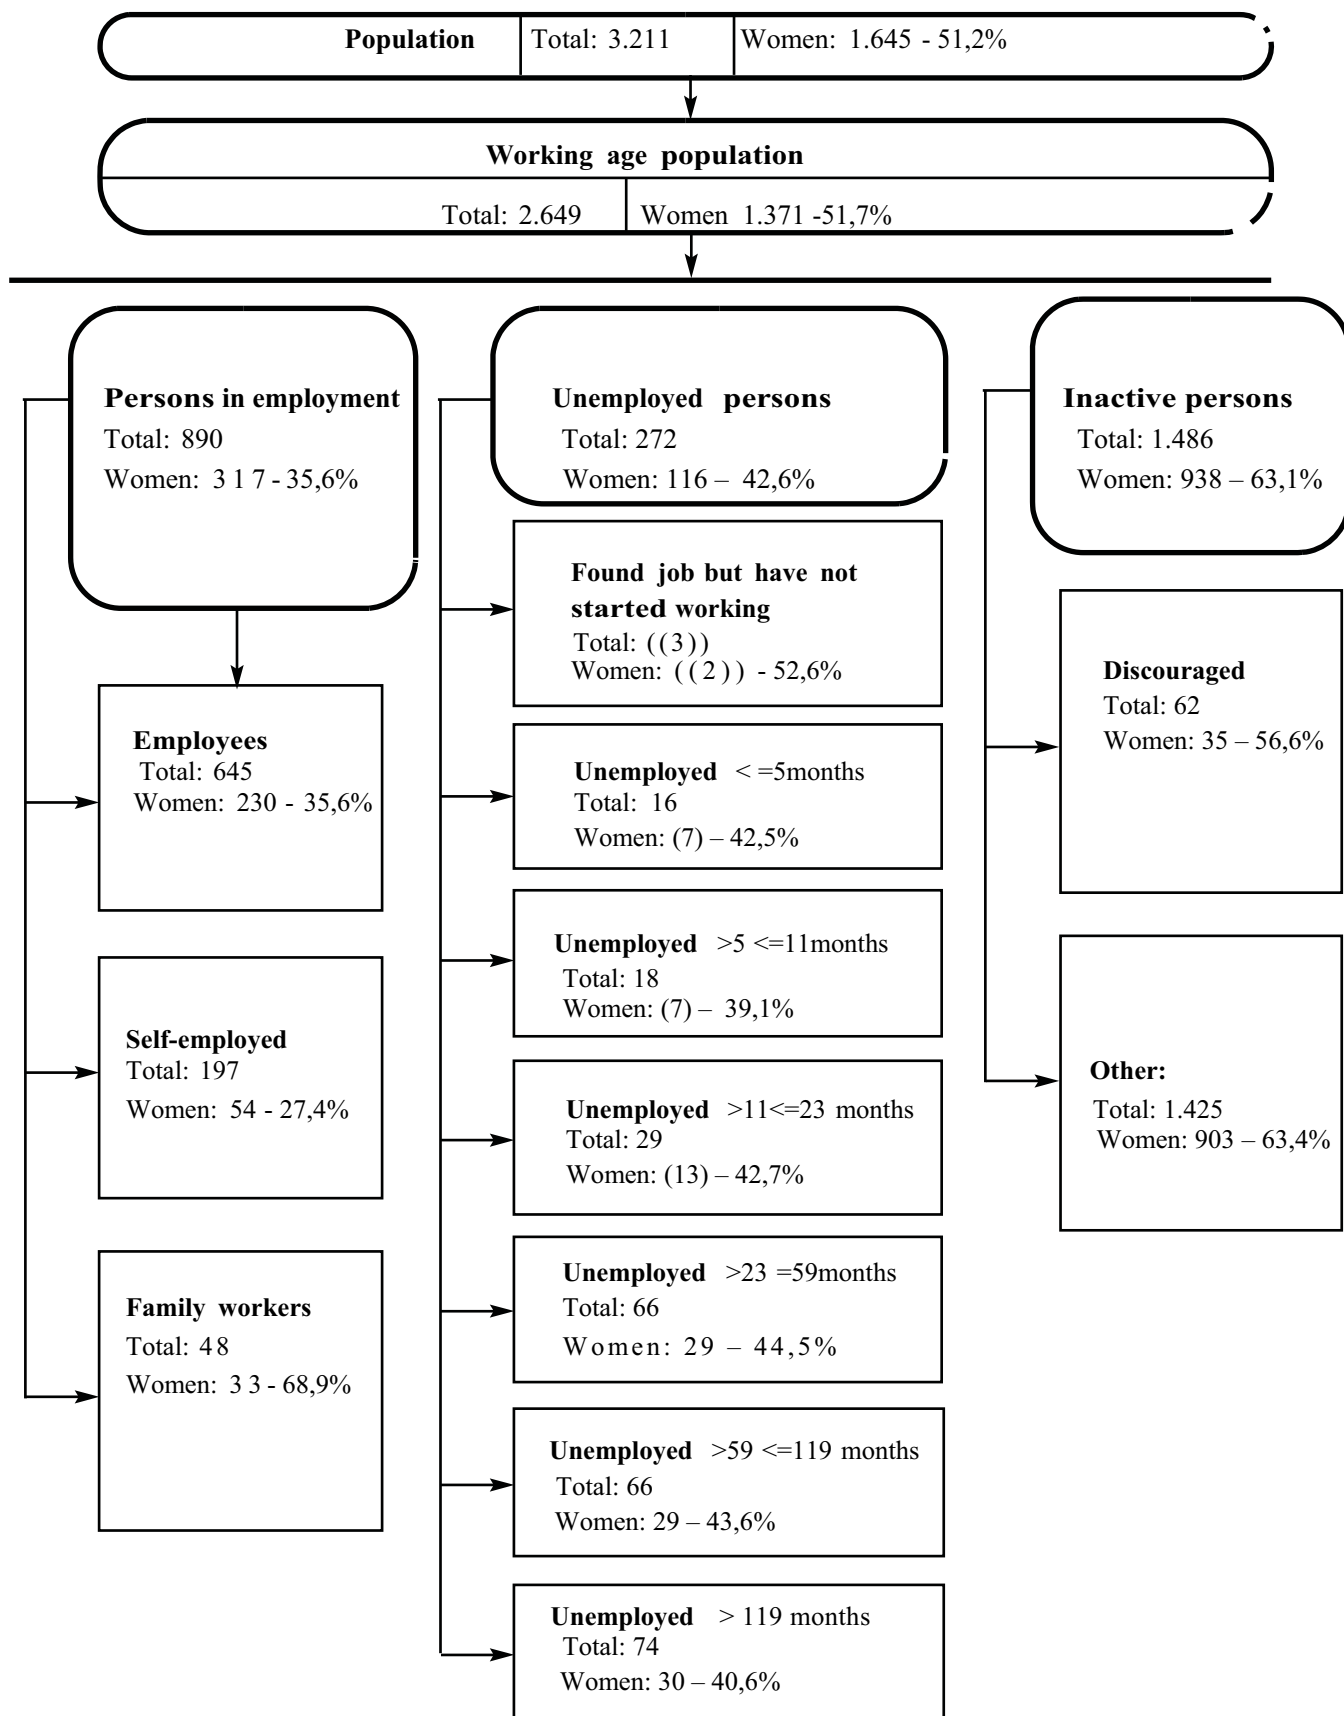 Population Total: 3.211 Women: 1.645 - 51,2%
Working age population
Total: 2.649 Women 1.371 -51,7%
Persons in employment
Total: 890
Women: 317 - 35,6%
Employees
Total: 645
Women: 230 - 35,6%
Self-employed
Total: 197
Women: 54 - 27,4%
Family workers
Total: 48
Women: 33 - 68,9%
Unemployed persons
Total: 272
Women: 116 – 42,6%
Found job but have not
started working
Total: ((3))
Women: ((2)) - 52,6%
Unemployed < =5months
Total: 16
Women: (7) – 42,5%
Unemployed >5 <=11months
Total: 18
Women: (7) – 39,1%
Unemployed >11<=23 months
Total: 29
Women: (13) – 42,7%
Unemployed >23 =59months
Total: 66
Women: 29 – 44,5%
Unemployed >59 <=119 months
Total: 66
Women: 29 – 43,6%
Unemployed > 119 months
Total: 74
Women: 30 – 40,6%
Inactive persons
Total: 1.486
Women: 938 – 63,1%
Discouraged
Total: 62
Women: 35 – 56,6%
Other:
Total: 1.425
Women: 903 – 63,4%